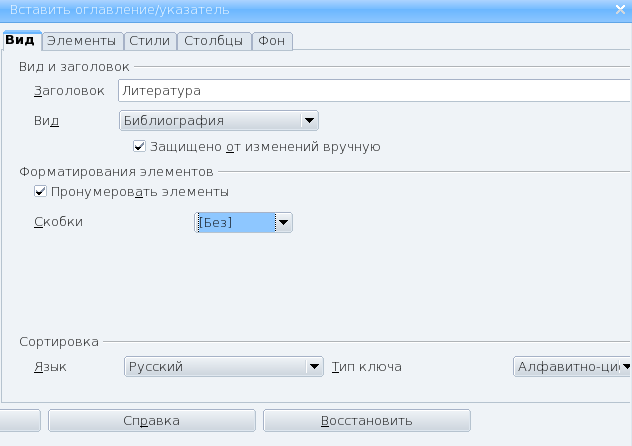 Вставить оглавление/указатель
Вид Элементы Стили Столбцы Фон
Вид и заголовок
Заголовок Литература
Вид Библиография
Защищено от изменений вручную
Форматирования элементов
Пронумеровать элементы
Скобки [Без]
Сортировка
Язык Русский Тип ключа Алфавитно-ци
Справка Восстановить